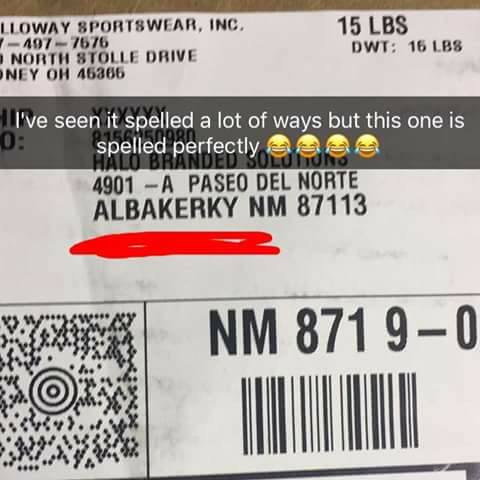 LLOWAY SPORTSWEAR, INC.
7-497-7575
NORTH STOLLE DRIVE
NEY OH 45365
15 LBS
DWT: 15 LBS
I've seen it spelled a lot of ways but this one is
spelled perfectly 😂😂😂😂
O:
HALO BRANDED SOLUTIONS
4901 -A PASEO DEL NORTE
ALBAKERKY NM 87113
NM 871 9-0